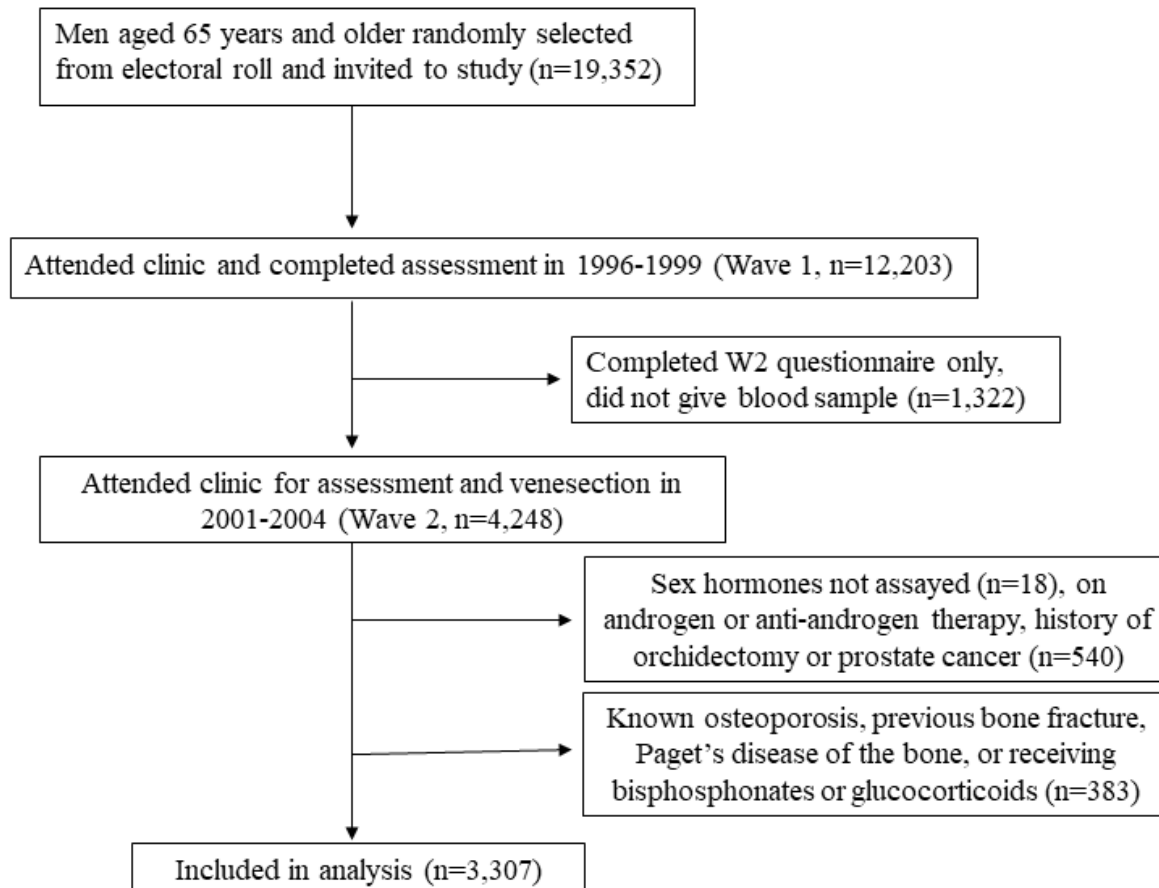 Men aged 65 years and older randomly selected
from electoral roll and invited to study (n=19,352)
Attended clinic and completed assessment in 1996-1999 (Wave 1, n=12,203)
Completed W2 questionnaire only,
did not give blood sample (n=1,322)
Attended clinic for assessment and venesection in
2001-2004 (Wave 2, n=4,248)
Sex hormones not assayed (n=18), on
androgen or anti-androgen therapy, history of
orchidectomy or prostate cancer (n=540)
Known osteoporosis, previous bone fracture,
Paget’s disease of the bone, or receiving
bisphosphonates or glucocorticoids (n=383)
Included in analysis (n=3,307)